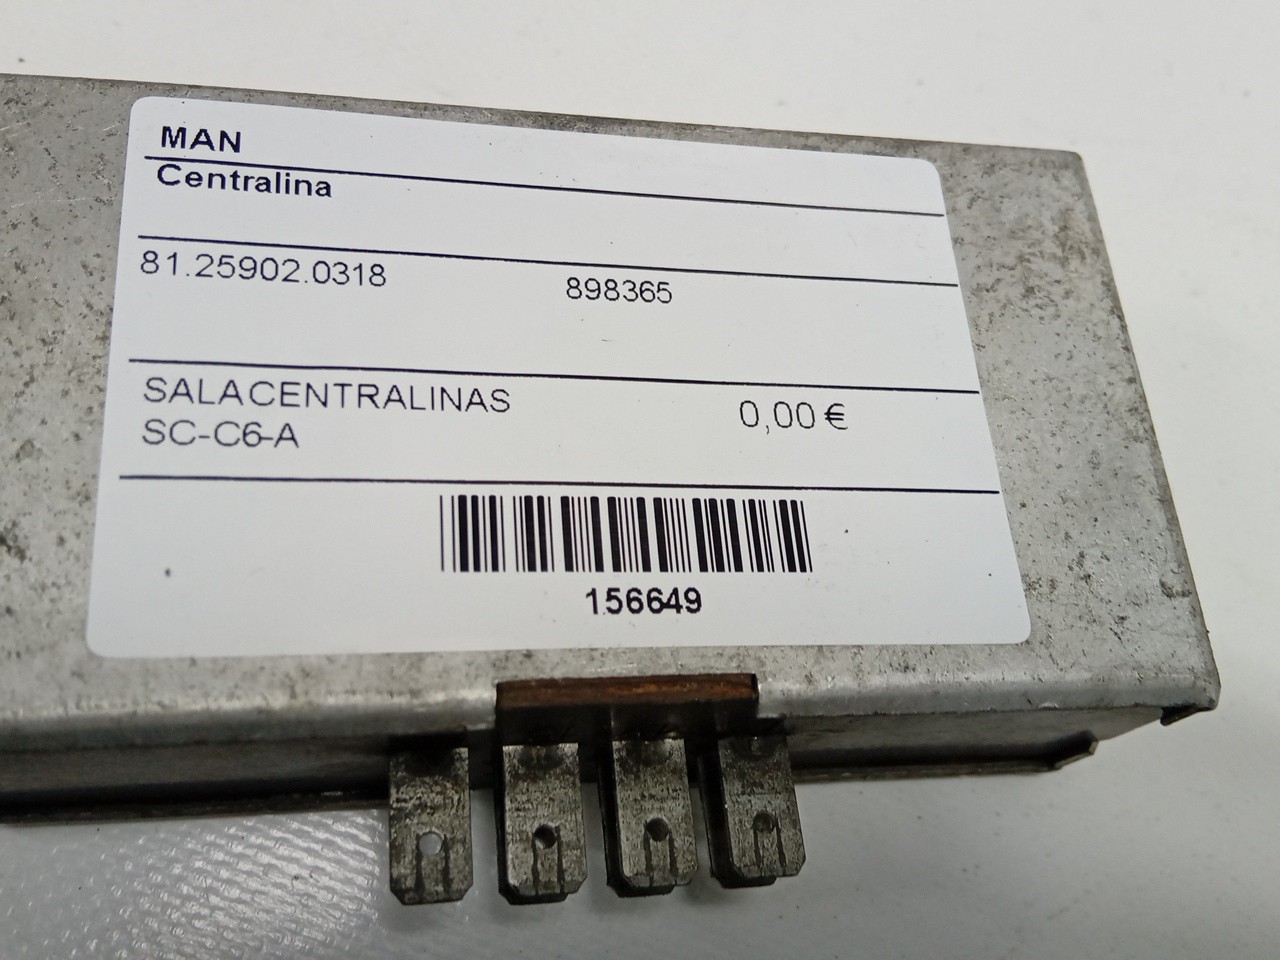 MAN
Centralina
81.25902.0318 898365
SALACENTRALINAS 0,00 €
SC-C6-A
156649